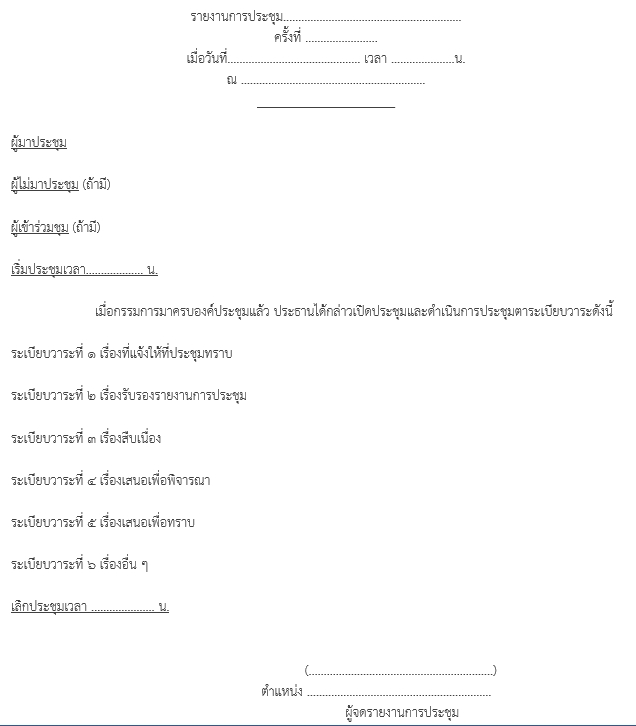 รายงานการประชุม...........................................................
ครั้งที่ ........................
เมื่อวันที่............................................ เวลา .....................น.
ณ .............................................................
ผู้มาประชุม
ผู้ไม่มาประชุม (ถ้ามี)
ผู้เข้าร่วมชุม (ถ้ามี)
เริ่มประชุมเวลา................... น.
เมื่อกรรมการมาครบองค์ประชุมแล้ว ประธานได้กล่าวเปิดประชุมและดำเนินการประชุมตาระเบียบวาระดังนี้
ระเบียบวาระที่ ๑ เรื่องที่แจ้งให้ที่ประชุมทราบ
ระเบียบวาระที่ ๒ เรื่องรับรองรายงานการประชุม
ระเบียบวาระที่ ๓ เรื่องสืบเนื่อง
ระเบียบวาระที่ ๔ เรื่องเสนอเพื่อพิจารณา
ระเบียบวาระที่ ๕ เรื่องเสนอเพื่อทราบ
ระเบียบวาระที่ ๖ เรื่องอื่น ๆ
เลิกประชุมเวลา ..................... น.
(.............................................................)
ตำแหน่ง .............................................................
ผู้จดรายงานการประชุม